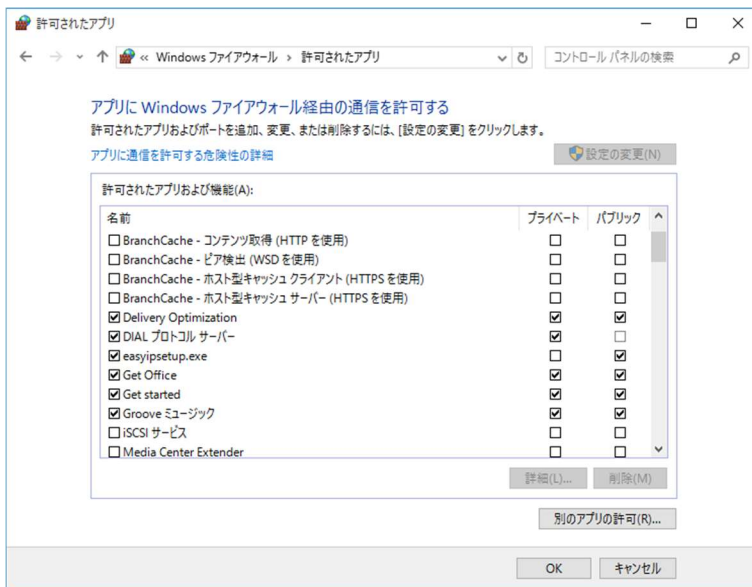 許可されたアプリ
« Windows ファイアウォール › 許可されたアプリ
コントロール パネルの検索
アプリに Windows ファイアウォール経由の通信を許可する
許可されたアプリおよびポートを追加、変更、または削除するには、[設定の変更] をクリックします。
アプリに通信を許可する危険性の詳細
設定の変更(N)
許可されたアプリおよび機能(A):
名前 プライベート パブリック
BranchCache - コンテンツ取得 (HTTP を使用)
BranchCache - ピア検出 (WSD を使用)
BranchCache - ホスト型キャッシュ クライアント (HTTPS を使用)
BranchCache - ホスト型キャッシュ サーバー (HTTPS を使用)
Delivery Optimization
DIAL プロトコル サーバー
easyipsetup.exe
Get Office
Get started
Groove ミュージック
iSCSI サービス
Media Center Extender
詳細(L)... 削除(M)
別のアプリの許可(R)...
OK キャンセル